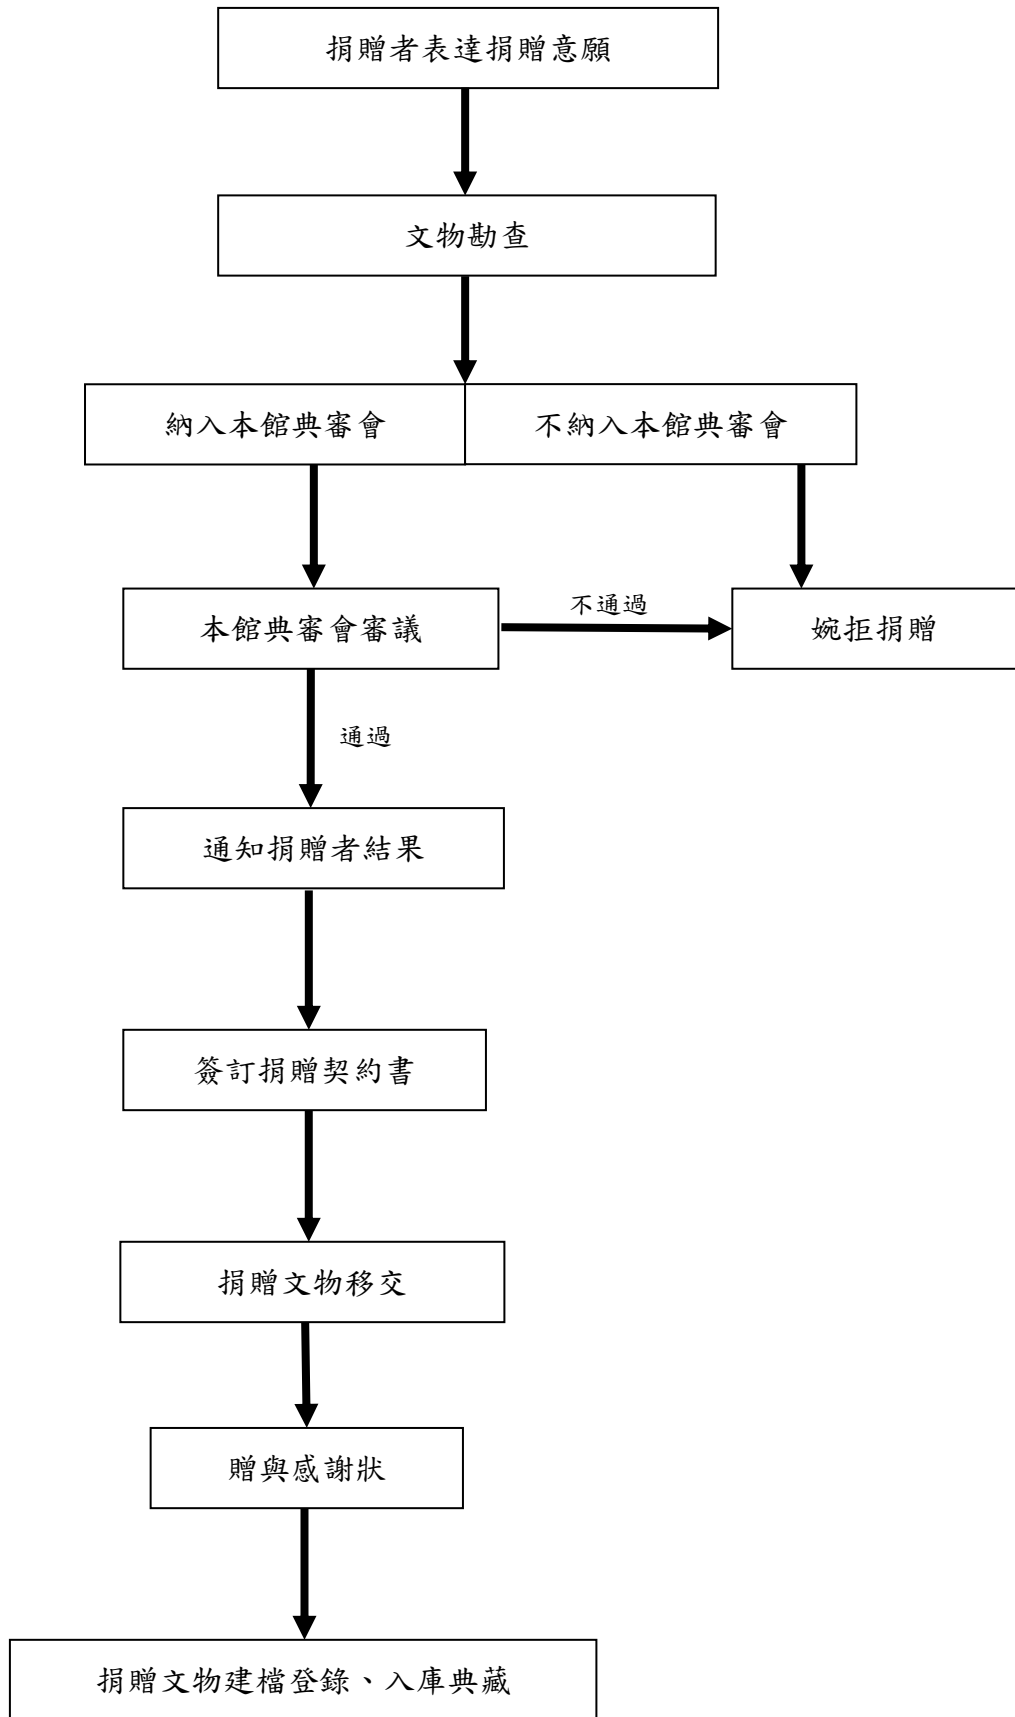 捐贈者表達捐贈意願
文物勘查
納入本館典審會
不納入本館典審會
本館典審會審議
不通過
婉拒捐贈
通過
通知捐贈者結果
簽訂捐贈契約書
捐贈文物移交
贈與感謝狀
捐贈文物建檔登錄、入庫典藏